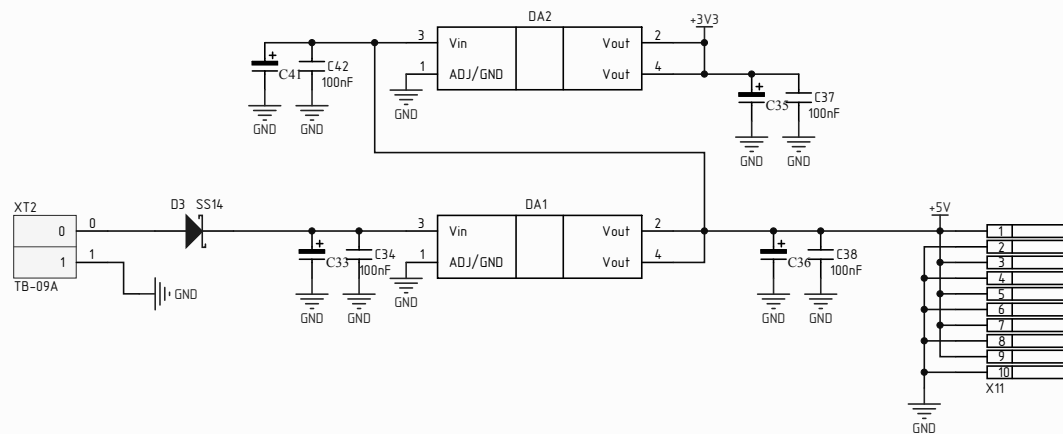 DA2
+3V3
3 Vin Vout 2
1 ADJ/GND Vout 4
C41
C42
100nF
GND
GND
GND
C35
C37
100nF
GND
GND
XT2
0 0
1 1
TB-09A
GND
D3 SS14
DA1
3 Vin Vout 2
1 ADJ/GND Vout 4
C33
C34
100nF
GND
GND
GND
C36
C38
100nF
GND
GND
+5V
1
2
3
4
5
6
7
8
9
10
X11
GND